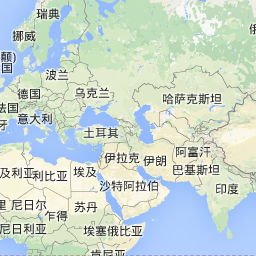 瑞典
俄
挪威
颠)
国
波兰
德国
乌克兰
哈萨克斯坦
法国
牙
意大利
土耳其
伊拉克
伊朗
阿富汗
及利亚
利比亚
埃及
巴基斯坦
沙特阿拉伯
印度
里
尼日尔
乍得
苏丹
埃塞俄比亚
肯尼亚